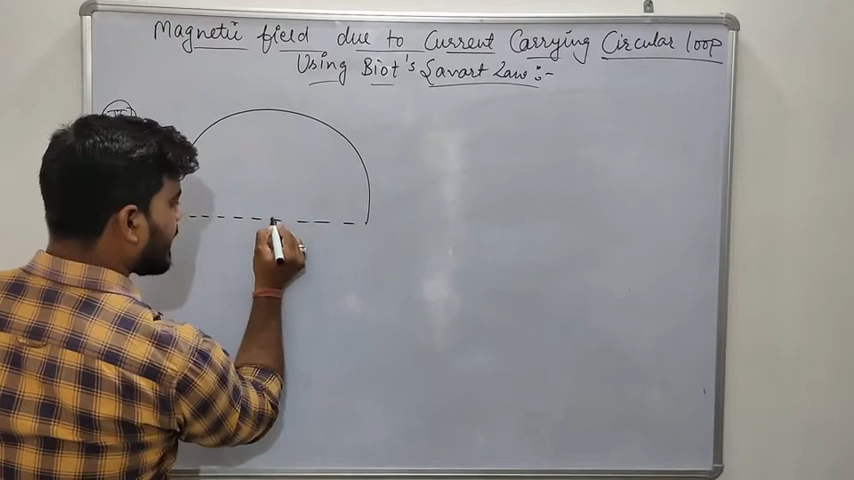 Magnetic field due to Current Carrying Circular loop
Using Biot's Savart Law :-